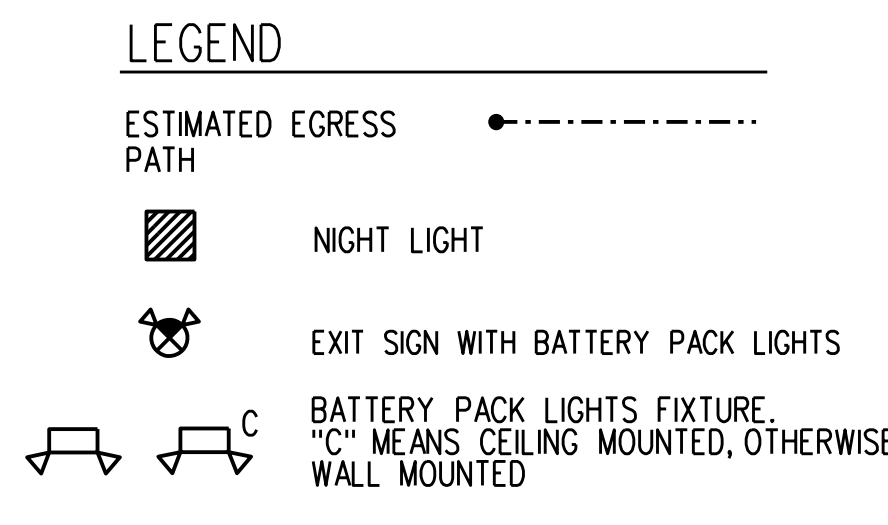 LEGEND
ESTIMATED EGRESS
PATH
NIGHT LIGHT
EXIT SIGN WITH BATTERY PACK LIGHTS
C
BATTERY PACK LIGHTS FIXTURE.
"C" MEANS CEILING MOUNTED, OTHERWISE
WALL MOUNTED